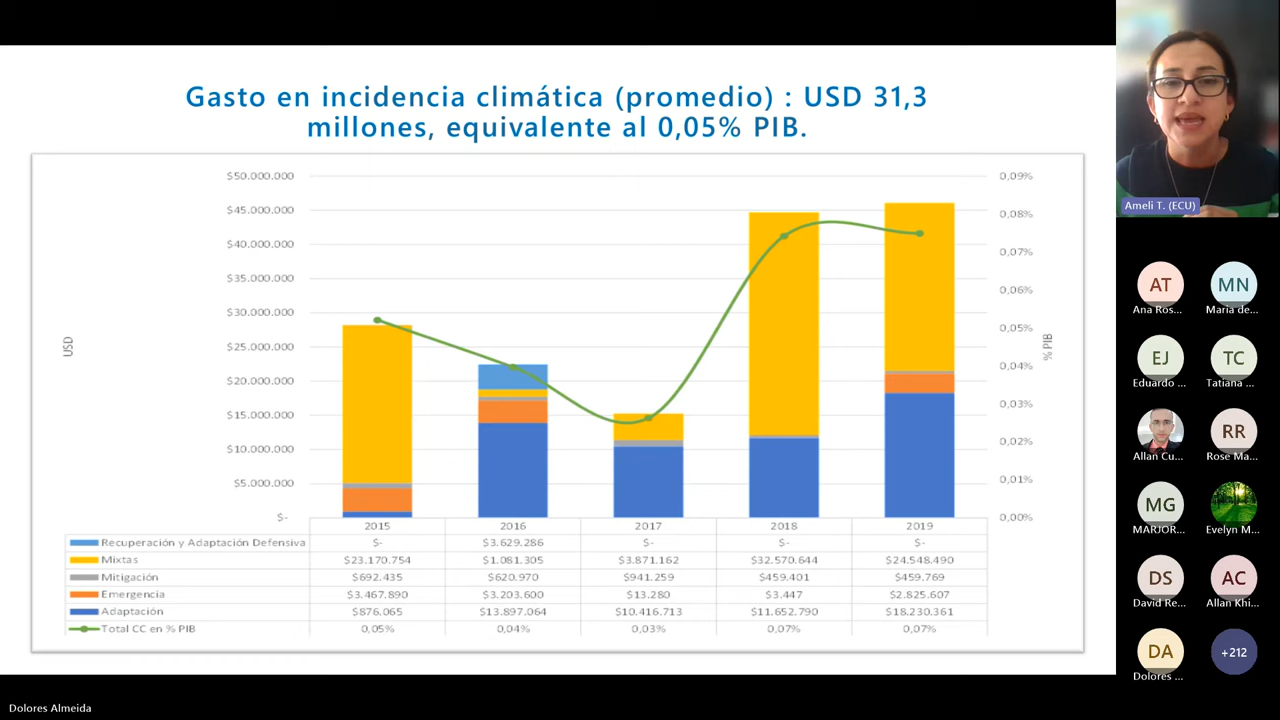 Gasto en incidencia climática (promedio) : USD 31,3
millones, equivalente al 0,05% PIB.
$50.000.000
$45.000.000
$40.000.000
$35.000.000
$30.000.000
$25.000.000
$20.000.000
$15.000.000
$10.000.000
$5.000.000
$-
USD
0,09%
0,08%
0,07%
0,06%
0,05%
0,04%
0,03%
0,02%
0,01%
0,00%
% PIB
2015 2016 2017 2018 2019
Recuperación y Adaptación Defensiva $- $3.629.286 $- $- $-
Mixtas $23.170.754 $1.081.305 $3.871.162 $32.570.644 $24.548.490
Mitigación $692.435 $620.970 $941.259 $459.401 $459.769
Emergencia $3.467.890 $3.203.600 $13.280 $3.447 $2.825.607
Adaptación $876.065 $13.897.064 $10.416.713 $11.652.790 $18.230.361
Total CC en % PIB 0,05% 0,04% 0,03% 0,07% 0,07%
Ameli T. (ECU)
AT MN
Ana Ros... Maria de...
EJ TC
Eduardo ... Tatiana ...
RR
Allan Cu... Rose Ma...
MG
MARJOR... Evelyn M...
DS AC
David Re... Allan Khi...
DA +212
Dolores ...
Dolores Almeida